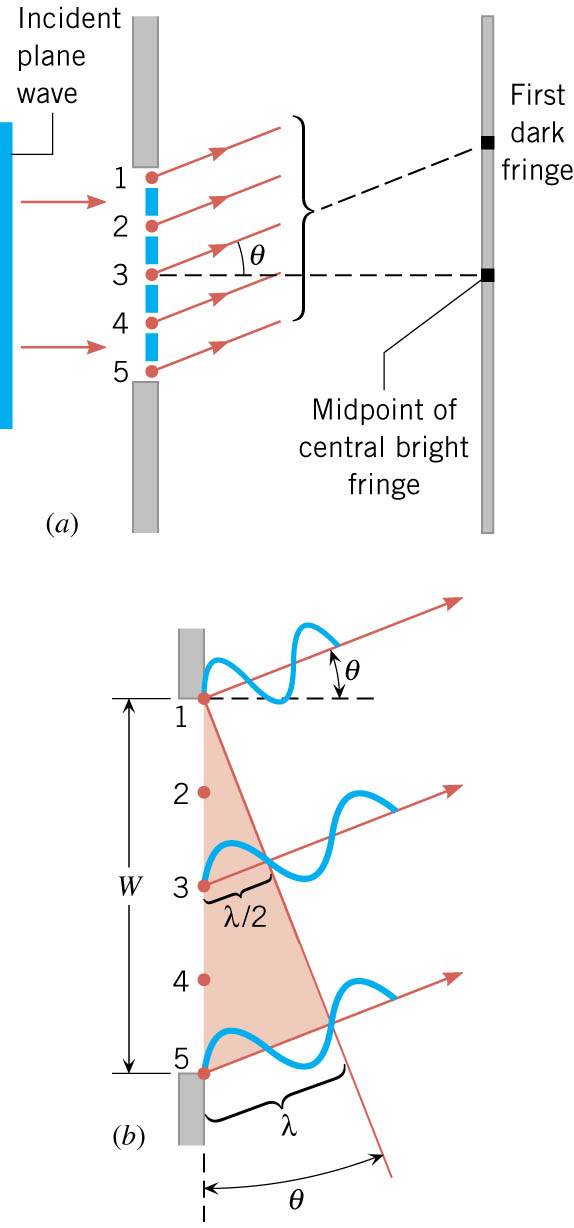 Incident
plane
wave
First
dark
fringe
1
2
3
4
5
θ
Midpoint of
central bright
fringe
(a)
θ
1
2
W
3
λ/2
4
5
(b)
λ
θ